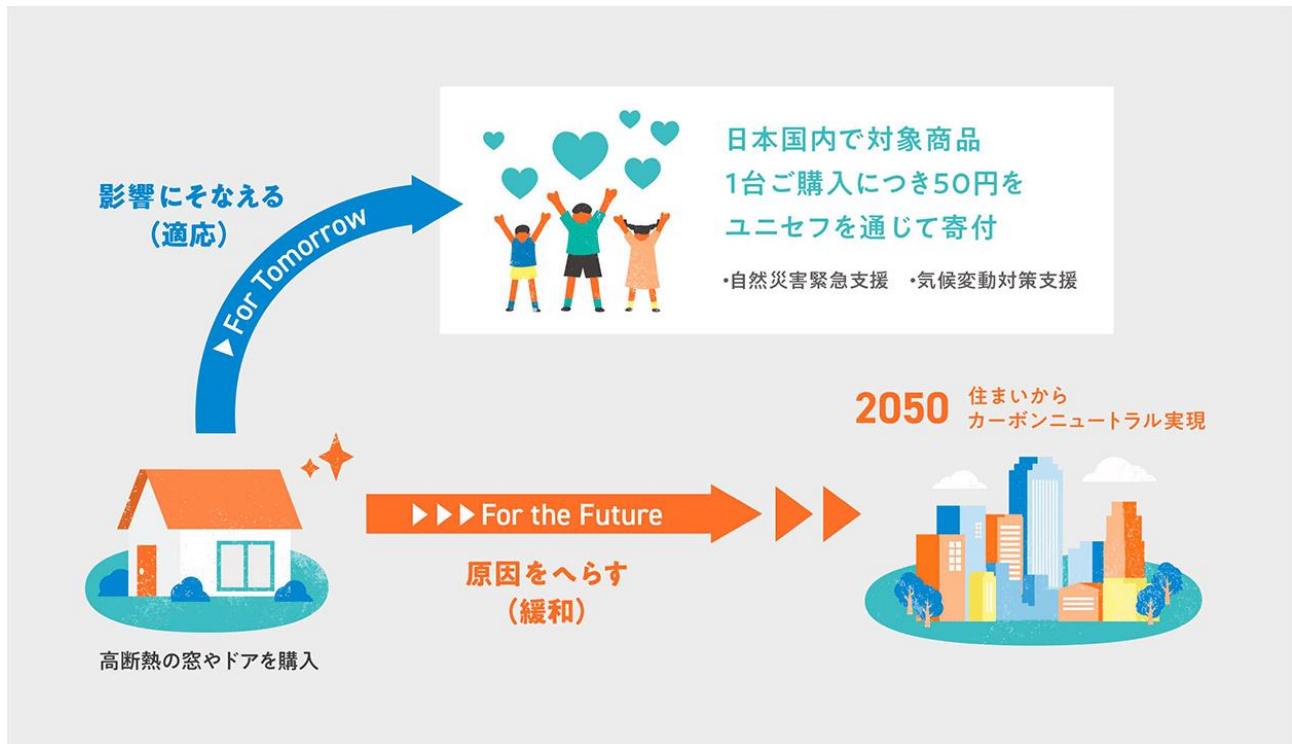 影響にそなえる
（適応）
For Tomorrow
日本国内で対象商品
1台ご購入につき50円を
ユニセフを通じて寄付
・自然災害緊急支援 ・気候変動対策支援
2050 住まいから
カーボンニュートラル実現
For the Future
原因をへらす
（緩和）
高断熱の窓やドアを購入